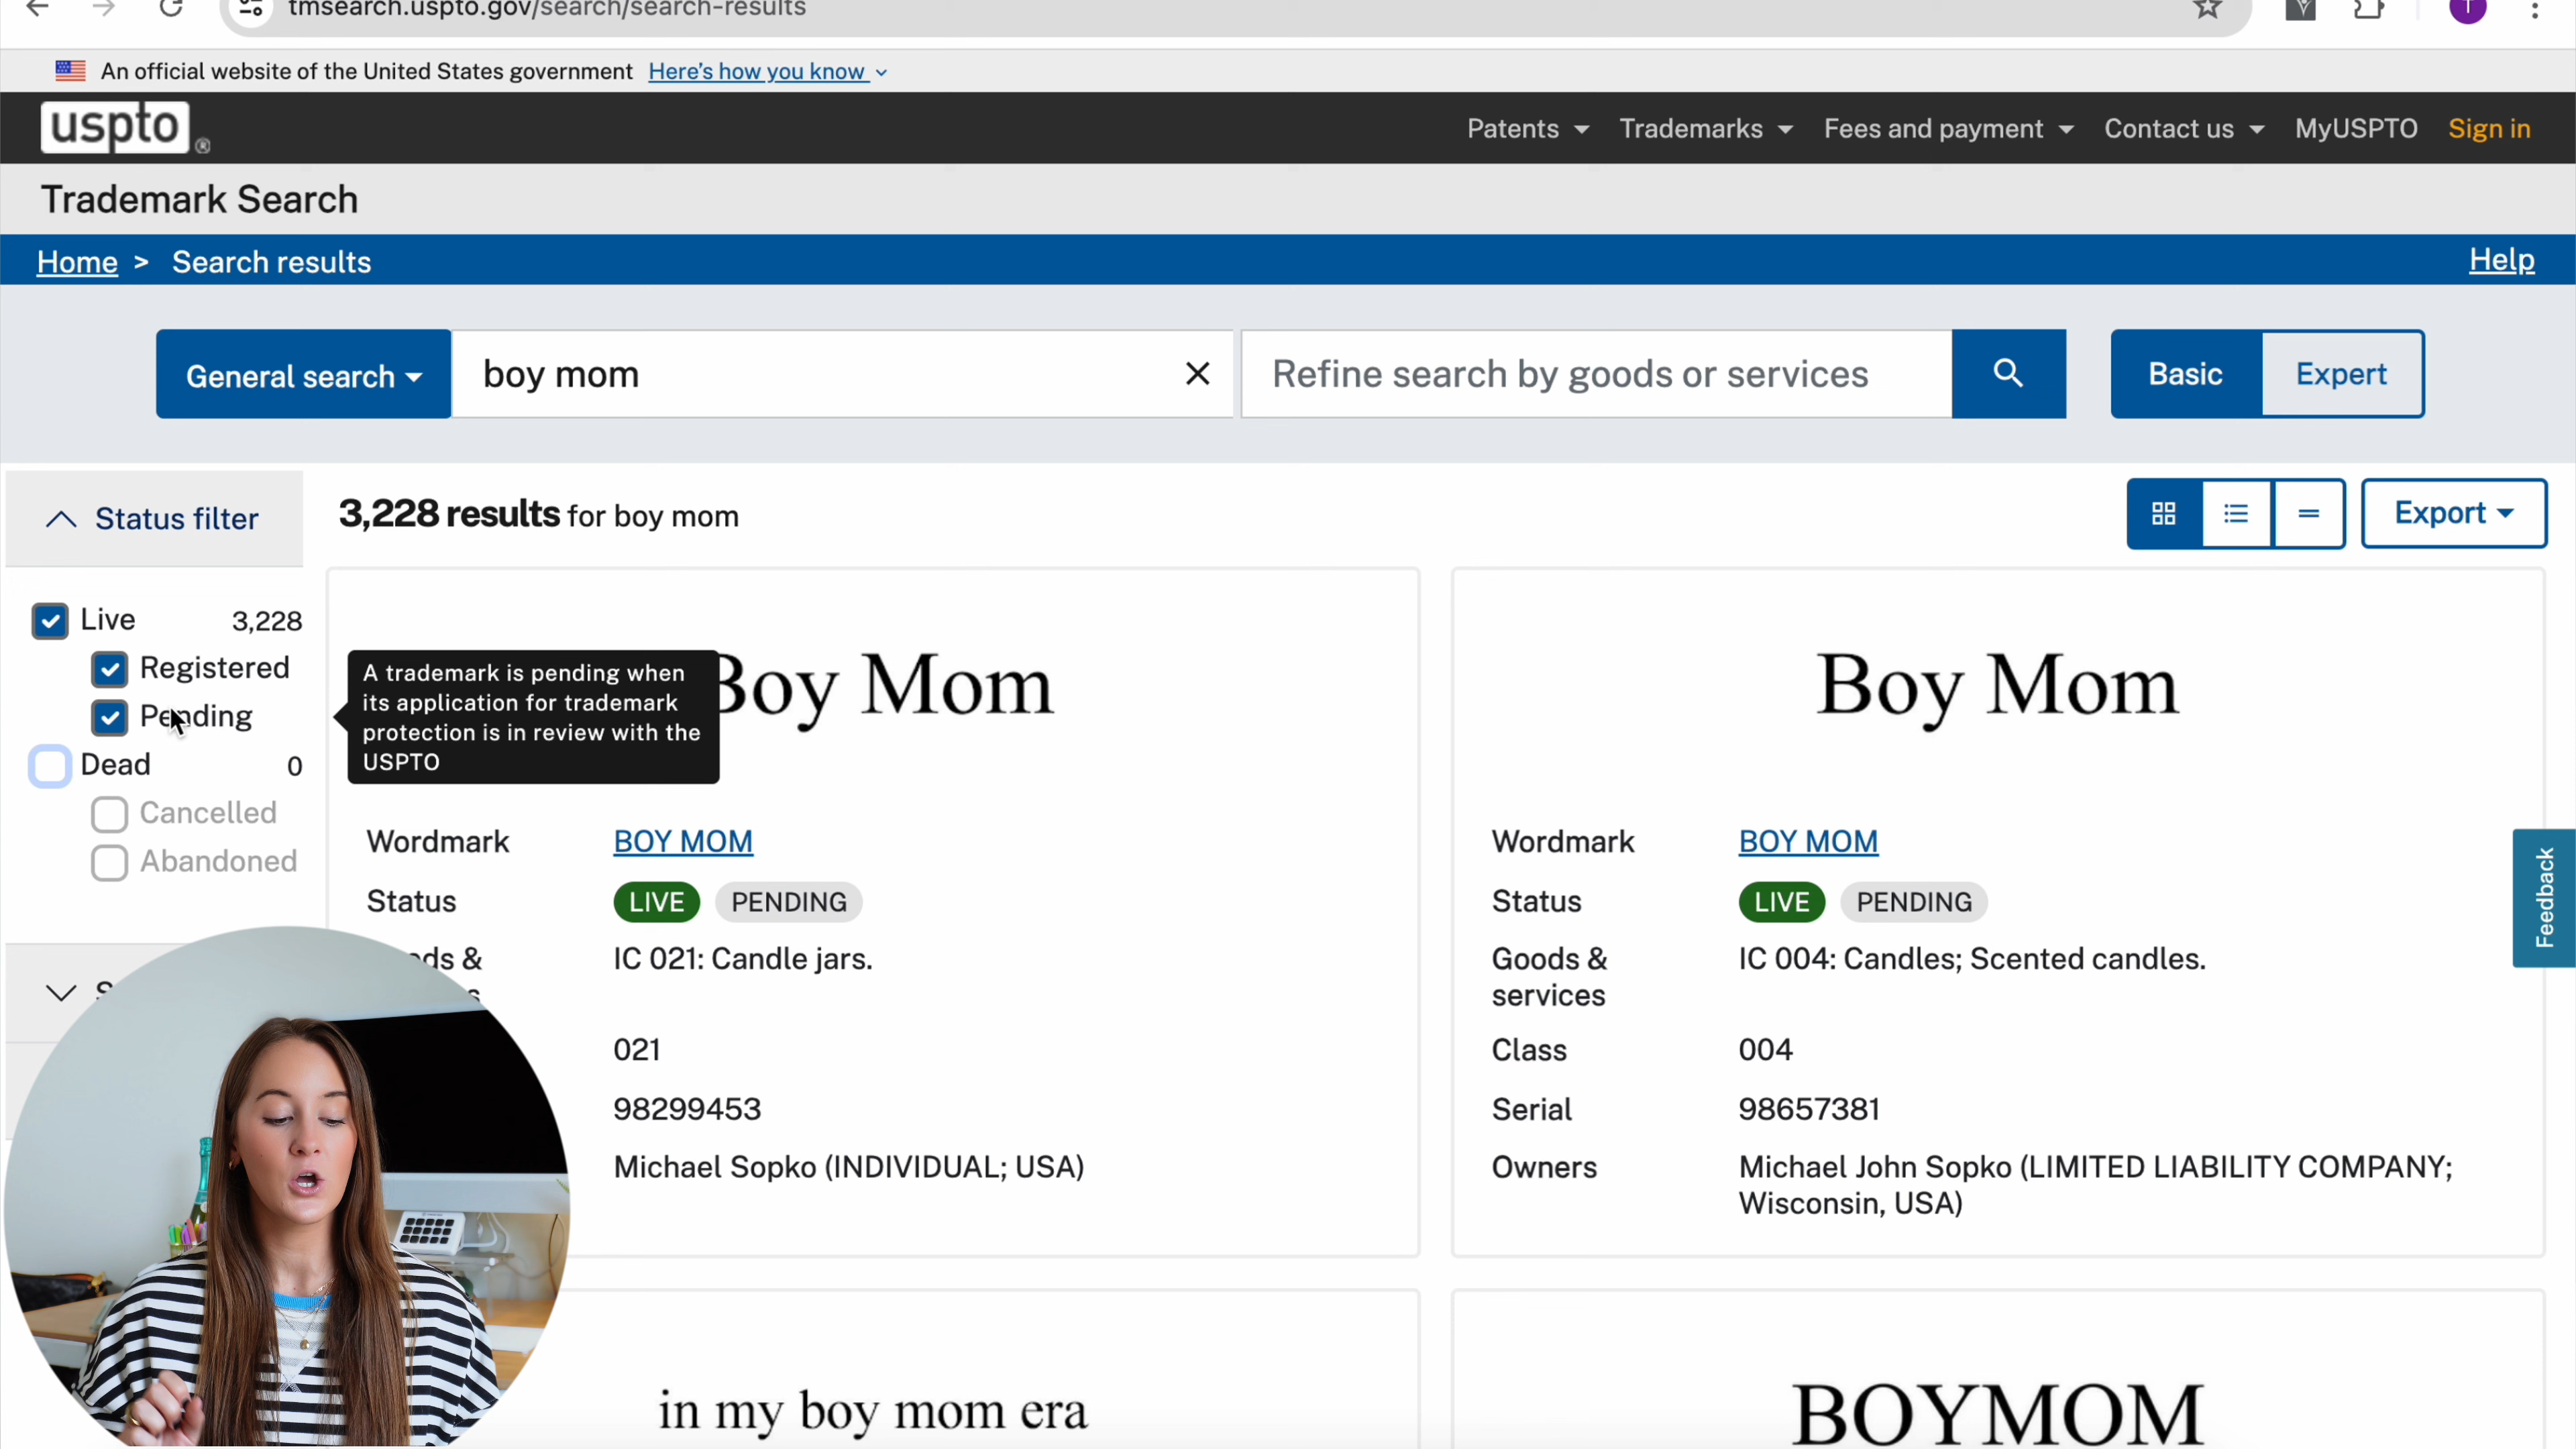 tmsearch.uspto.gov/search/search-results
T
An official website of the United States government Here's how you know
uspto®
Patents Trademarks Fees and payment Contact us MyUSPTO Sign in
Trademark Search
Home > Search results
Help
General search boy mom Refine search by goods or services Basic Expert
Status filter
3,228 results for boy mom
Export
Live 3,228
Registered
Pending
Dead 0
Cancelled
Abandoned
A trademark is pending when
its application for trademark
protection is in review with the
USPTO
Boy Mom
Wordmark BOY MOM
Status LIVE PENDING
IC 021: Candle jars.
021
98299453
Michael Sopko (INDIVIDUAL; USA)
Boy Mom
Wordmark BOY MOM
Status LIVE PENDING
Goods & IC 004: Candles; Scented candles.
services
Class 004
Serial 98657381
Owners Michael John Sopko (LIMITED LIABILITY COMPANY;
Wisconsin, USA)
Feedback
in my boy mom era
BOYMOM